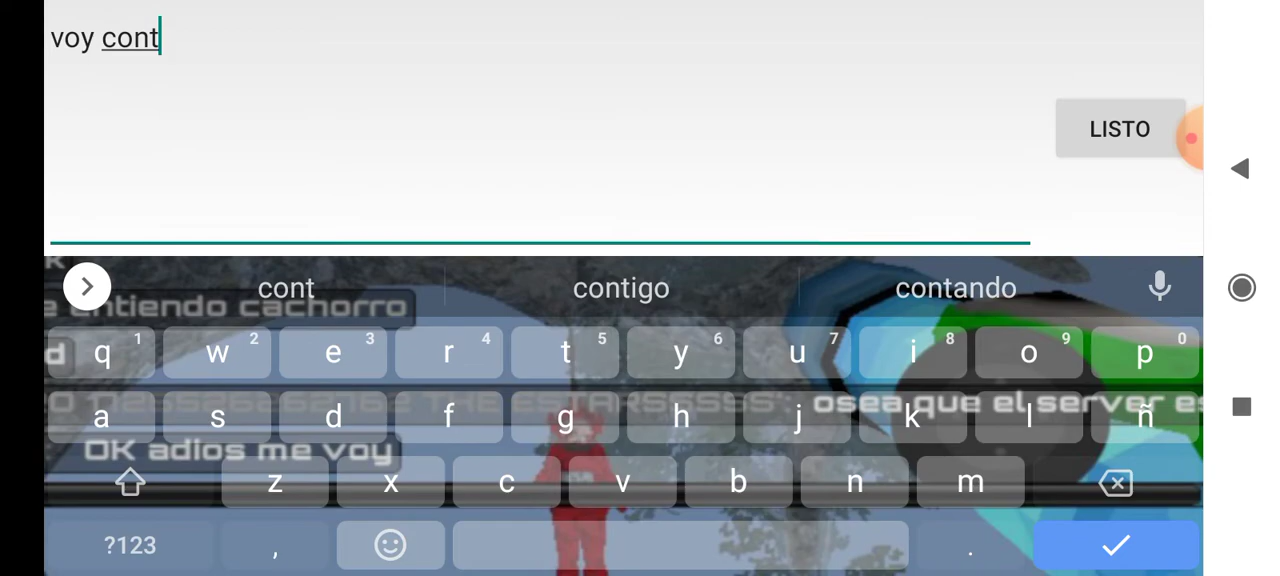 voy cont
LISTO
cont contigo contando
entiendo cachorro
q 1 w 2 e 3 r 4 t 5 y 6 u 7 i 8 o 9 p 0
a s d f g h j k l ñ
osea que el server es
OK adios me voy
z x c v b n m
?123 , .